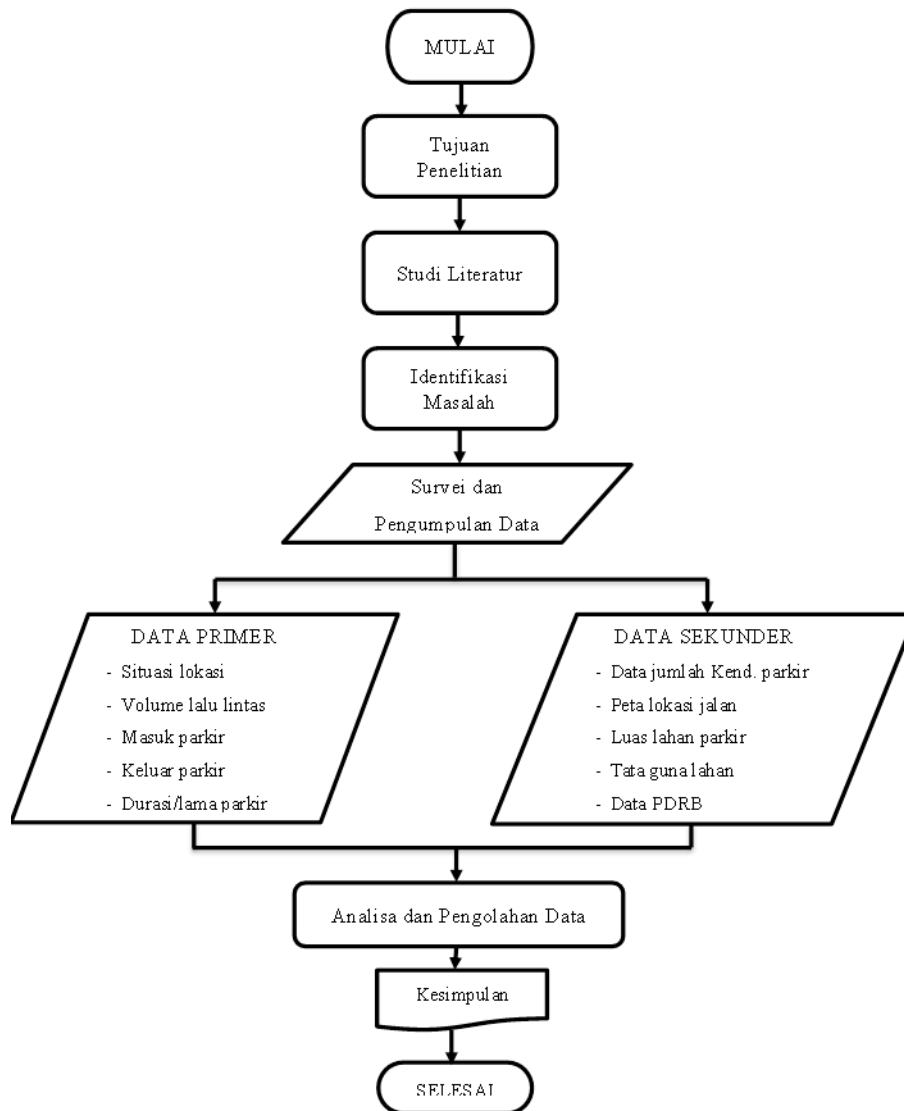 MULAI
Tujuan
Penelitian
Studi Literatur
Identifikasi
Masalah
Survei dan
Pengumpulan Data
DATA PRIMER
- Situasi lokasi
- Volume lalu lintas
- Masuk parkir
- Keluar parkir
- Durasi/lama parkir
DATA SEKUNDER
- Data jumlah Kend. parkir
- Peta lokasi jalan
- Luas lahan parkir
- Tata guna lahan
- Data PDRB
Analisa dan Pengolahan Data
Kesimpulan
SELESAI